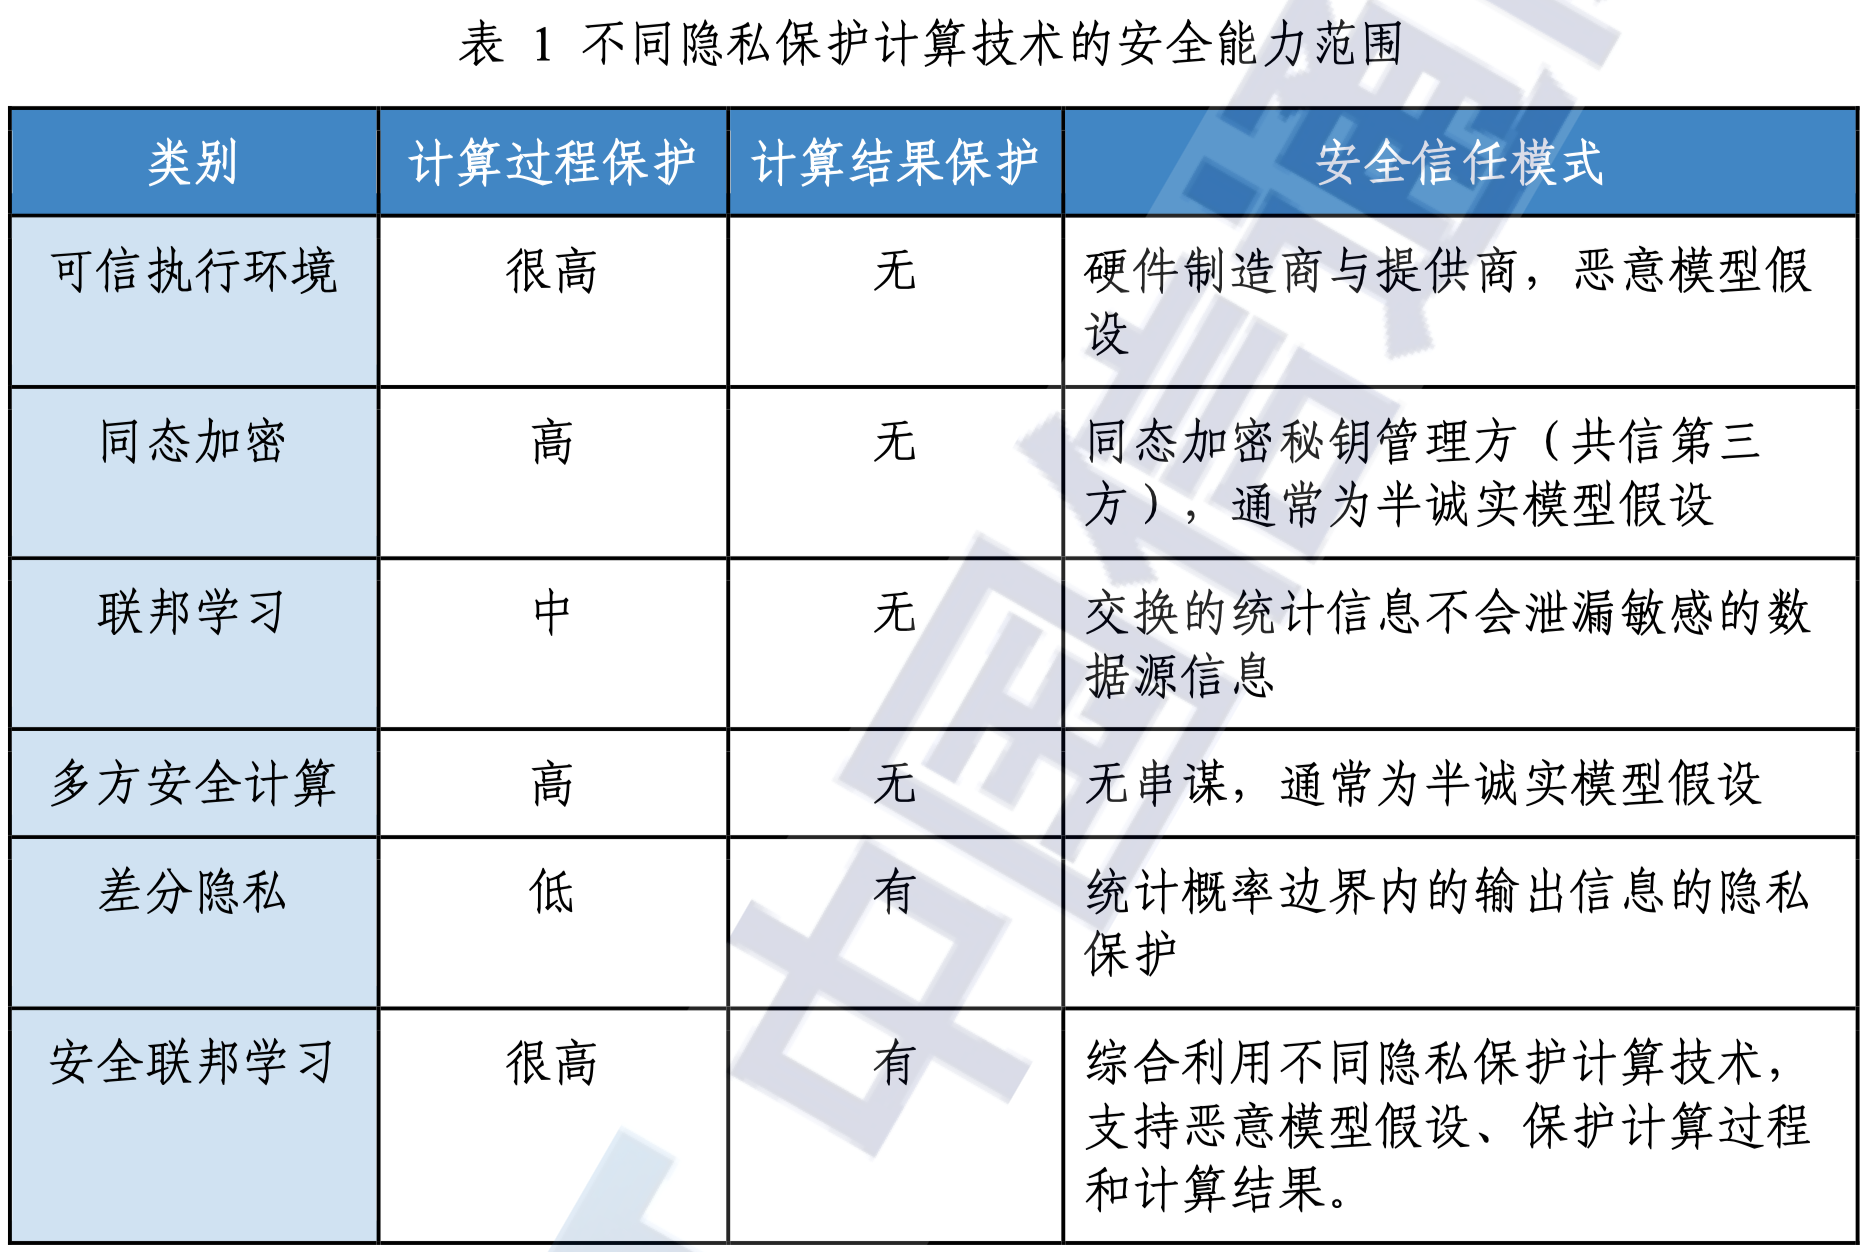 表 1 不同隐私保护计算技术的安全能力范围
类别 计算过程保护 计算结果保护 安全信任模式
可信执行环境 很高 无 硬件制造商与提供商，恶意模型假
设
同态加密 高 无 同态加密秘钥管理方（共信第三
方），通常为半诚实模型假设
联邦学习 中 无 交换的统计信息不会泄漏敏感的数
据源信息
多方安全计算 高 无 无串谋，通常为半诚实模型假设
差分隐私 低 有 统计概率边界内的输出信息的隐私
保护
安全联邦学习 很高 有 综合利用不同隐私保护计算技术，
支持恶意模型假设、保护计算过程
和计算结果。
中国信通